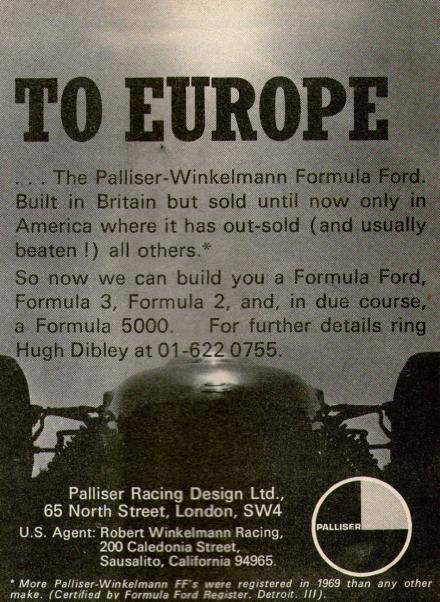 TO EUROPE
. . . The Palliser-Winkelmann Formula Ford.
Built in Britain but sold until now only in
America where it has out-sold (and usually
beaten !) all others.*
So now we can build you a Formula Ford,
Formula 3, Formula 2, and, in due course,
a Formula 5000. For further details ring
Hugh Dibley at 01-622 0755.
Palliser Racing Design Ltd.,
65 North Street, London, SW4
U.S. Agent: Robert Winkelmann Racing,
200 Caledonia Street,
Sausalito, California 94965.
PALLISER
* More Palliser-Winkelmann FF's were registered in 1969 than any other
make. (Certified by Formula Ford Register, Detroit, Ill).